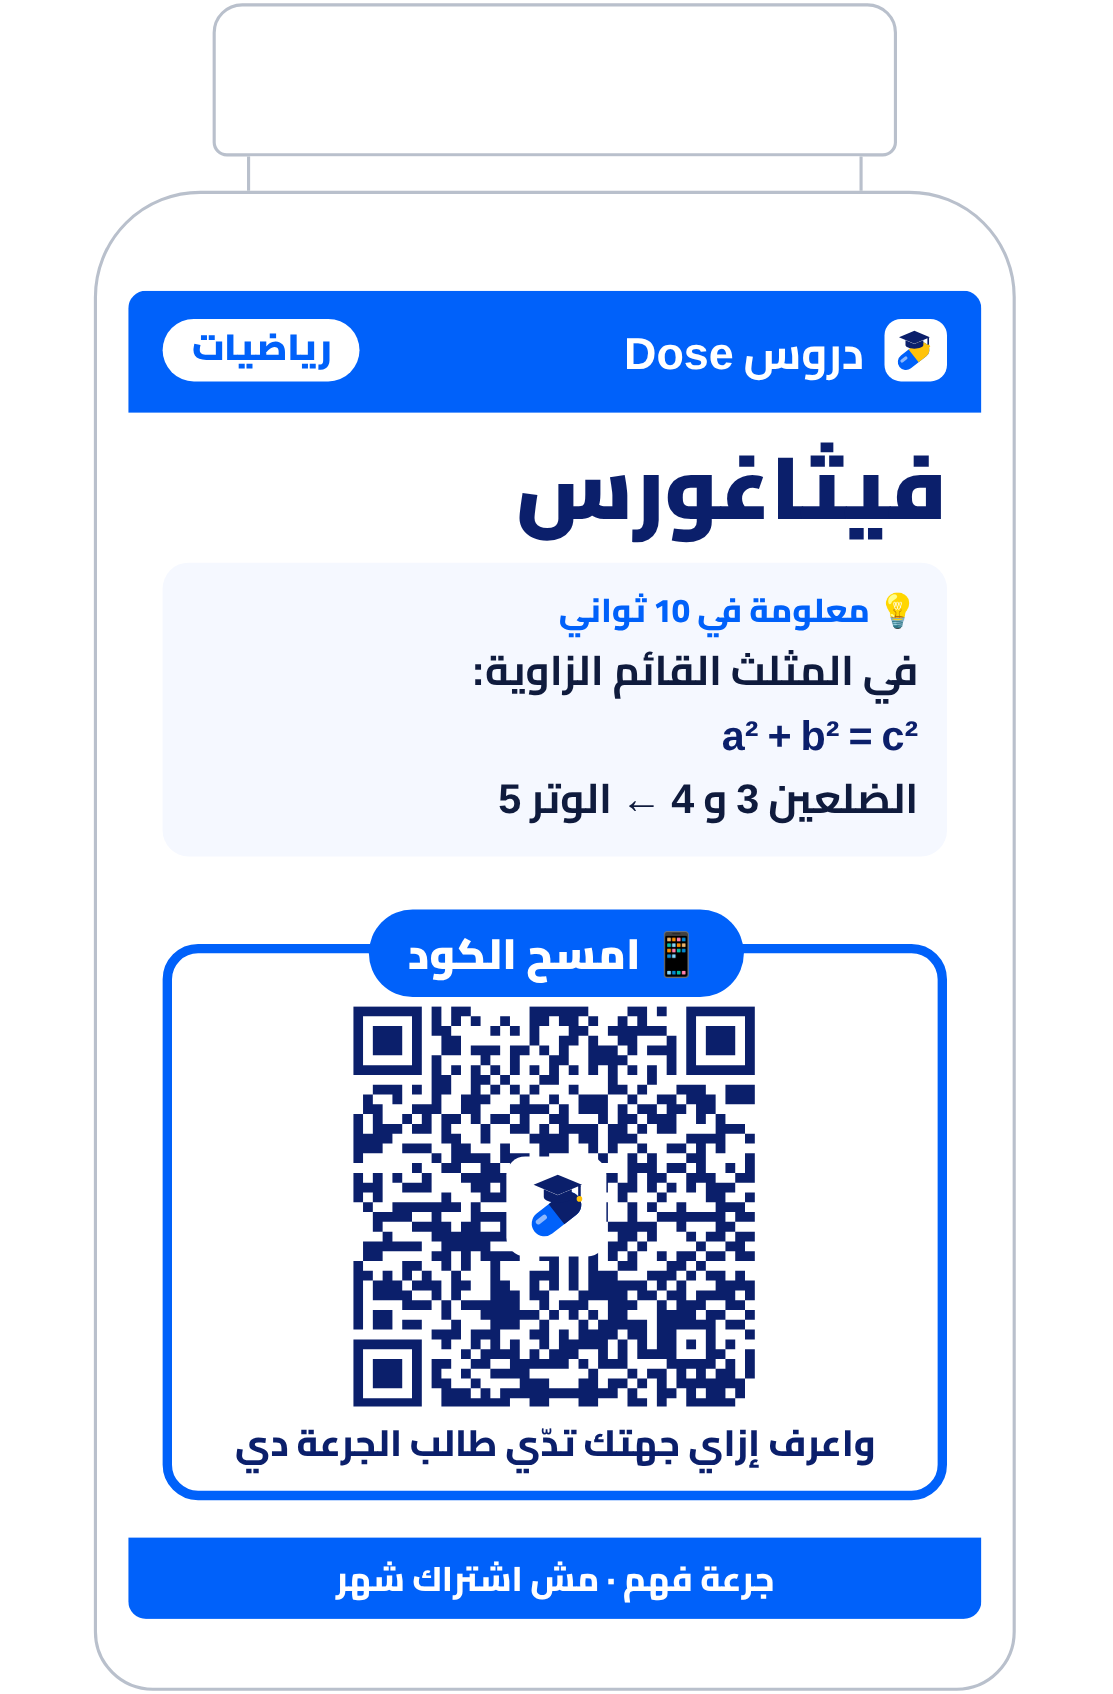 دروس Dose
رياضيات
فيثاغورس
💡 معلومة في 10 ثواني
في المثلث القائم الزاوية:
a² + b² = c²
الضلعين 3 و 4 ← الوتر 5
📱 امسح الكود
واعرف إزاي جهتك تدّي طالب الجرعة دي
جرعة فهم · مش اشتراك شهر